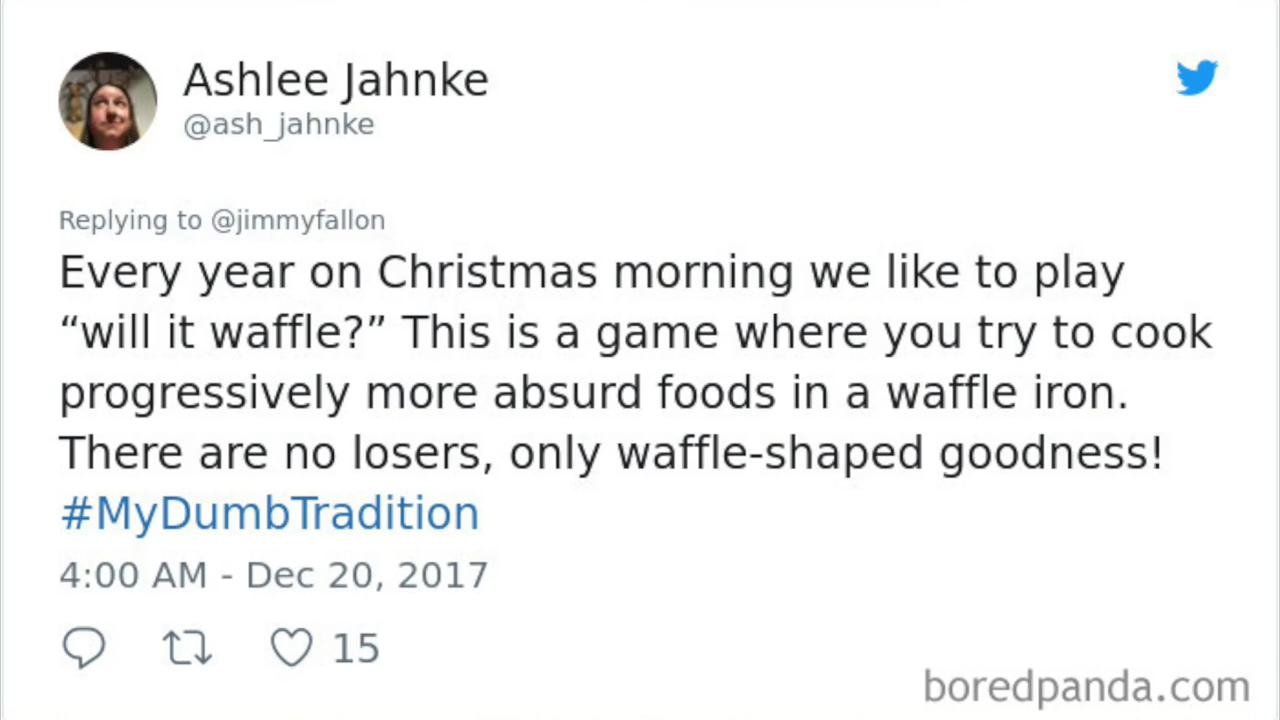 Ashlee Jahnke
@ash_jahnke
Replying to @jimmyfallon
Every year on Christmas morning we like to play
“will it waffle?” This is a game where you try to cook
progressively more absurd foods in a waffle iron.
There are no losers, only waffle-shaped goodness!
#MyDumbTradition
4:00 AM - Dec 20, 2017
15
boredpanda.com